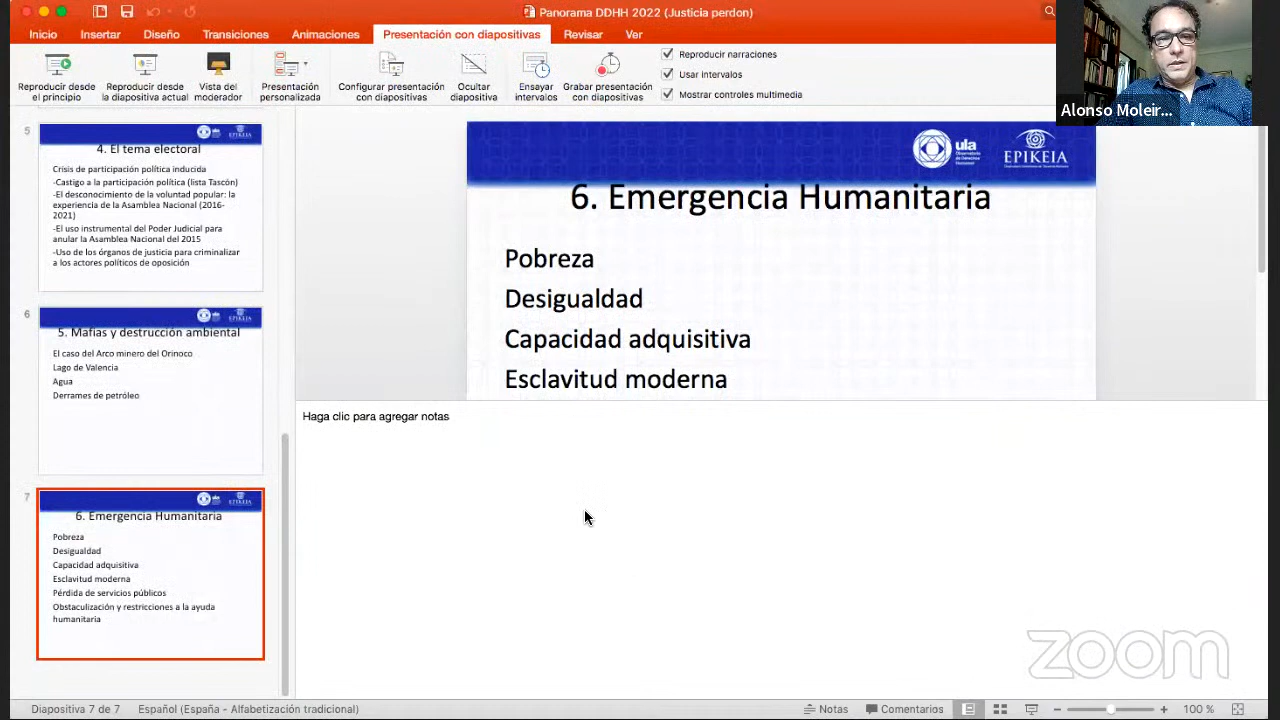 Panorama DDHH 2022 (Justicia perdon)
Inicio Insertar Diseño Transiciones Animaciones Presentación con diapositivas Revisar Ver
Reproducir desde el principio
Reproducir desde la diapositiva actual
Vista del moderador
Presentación personalizada
Configurar presentación con diapositivas
Ocultar diapositiva
Ensayar intervalos
Grabar presentación con diapositivas
Reproducir narraciones
Usar intervalos
Mostrar controles multimedia
Alonso Moleir...
5
EPIKEIA
4. El tema electoral
Crisis de participación política inducida
-Castigo a la participación política (lista Tascón)
-El desconocimiento de la voluntad popular: la
experiencia de la Asamblea Nacional (2016-
2021)
-El uso instrumental del Poder Judicial para
anular la Asamblea Nacional del 2015
-Uso de los órganos de justicia para criminalizar
a los actores políticos de oposición
6
EPIKEIA
5. Mafias y destrucción ambiental
El caso del Arco minero del Orinoco
Lago de Valencia
Agua
Derrames de petróleo
7
EPIKEIA
6. Emergencia Humanitaria
Pobreza
Desigualdad
Capacidad adquisitiva
Esclavitud moderna
Pérdida de servicios públicos
Obstaculización y restricciones a la ayuda
humanitaria
ula
Observatorio
de Derechos
Humanos
EPIKEIA
6. Emergencia Humanitaria
Pobreza
Desigualdad
Capacidad adquisitiva
Esclavitud moderna
Haga clic para agregar notas
zoom
Diapositiva 7 de 7 Español (España - Alfabetización tradicional) Notas Comentarios 100 %